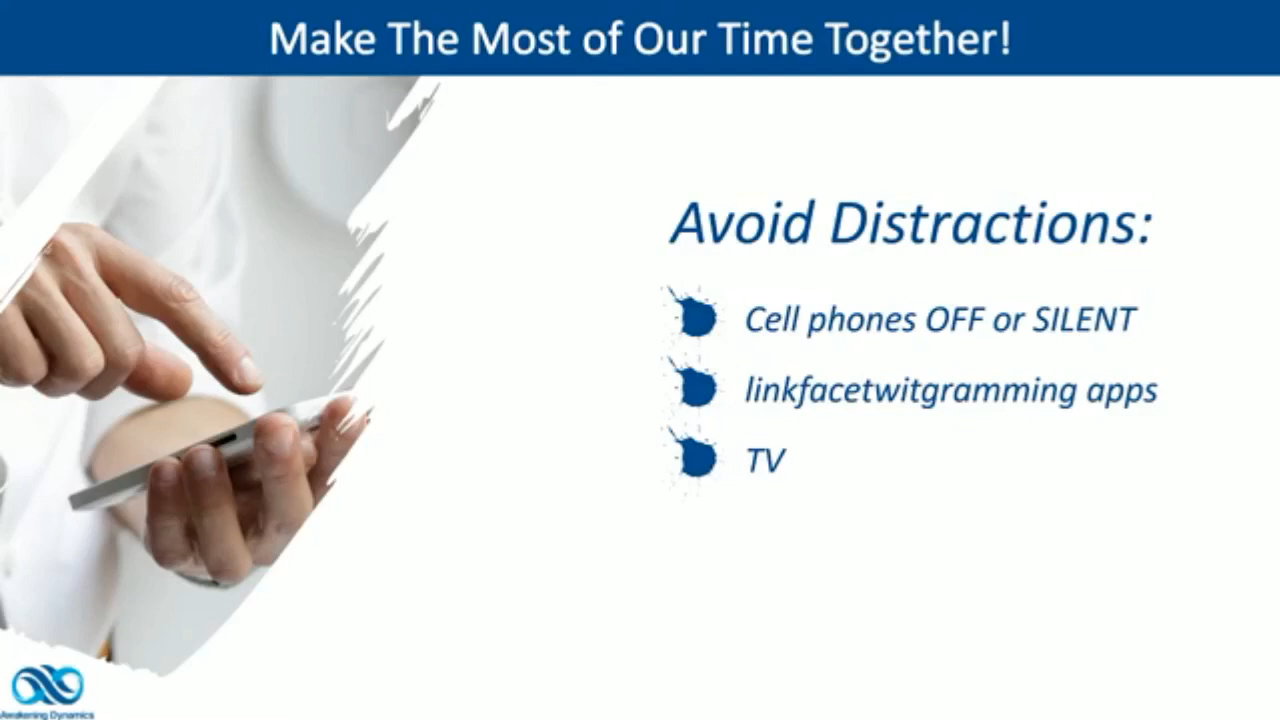 Make The Most of Our Time Together!
Avoid Distractions:
Cell phones OFF or SILENT
linkfacetwitgramming apps
TV
Awakening Dynamics